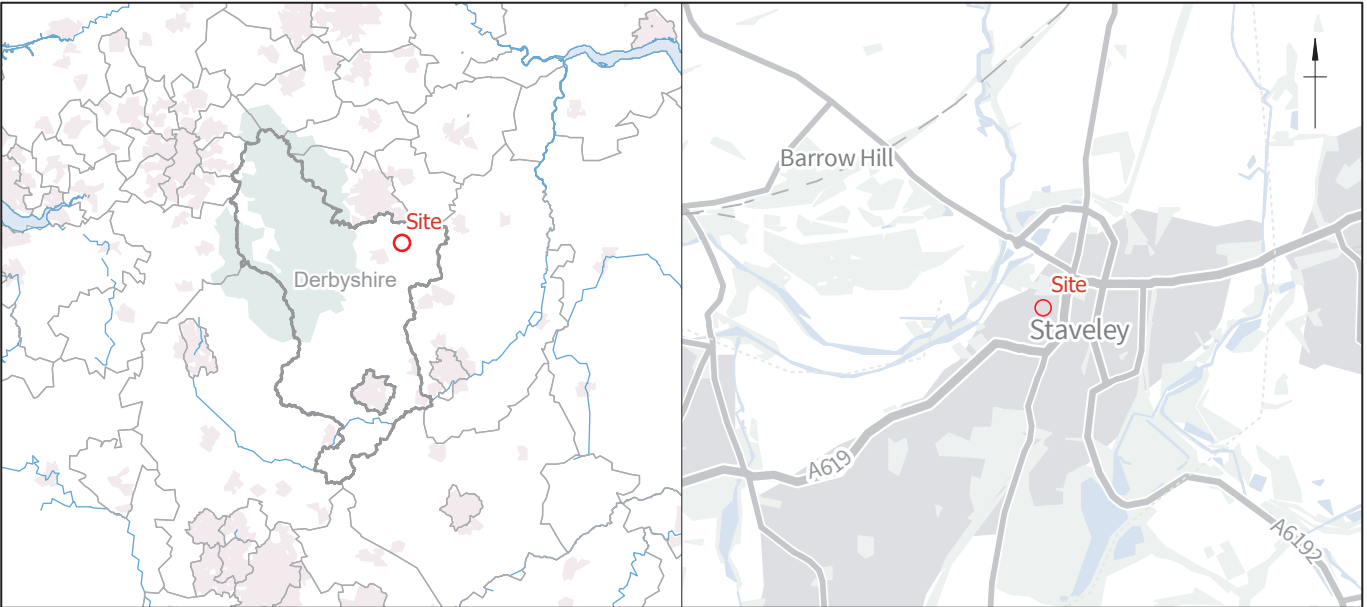 Site
Derbyshire
Barrow Hill
Site
Staveley
A619
A6192